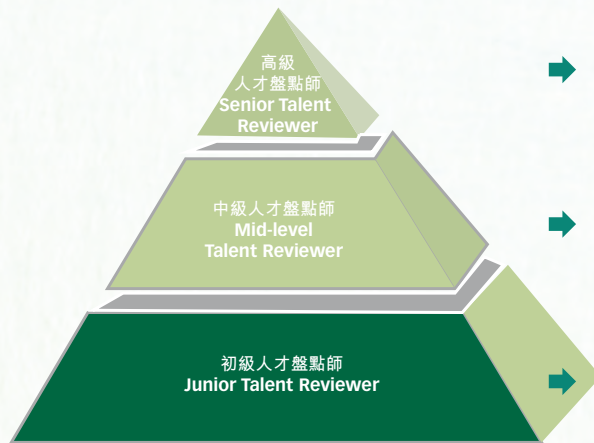 高級
人才盤點師
Senior Talent
Reviewer
中級人才盤點師
Mid-level
Talent Reviewer
初級人才盤點師
Junior Talent Reviewer